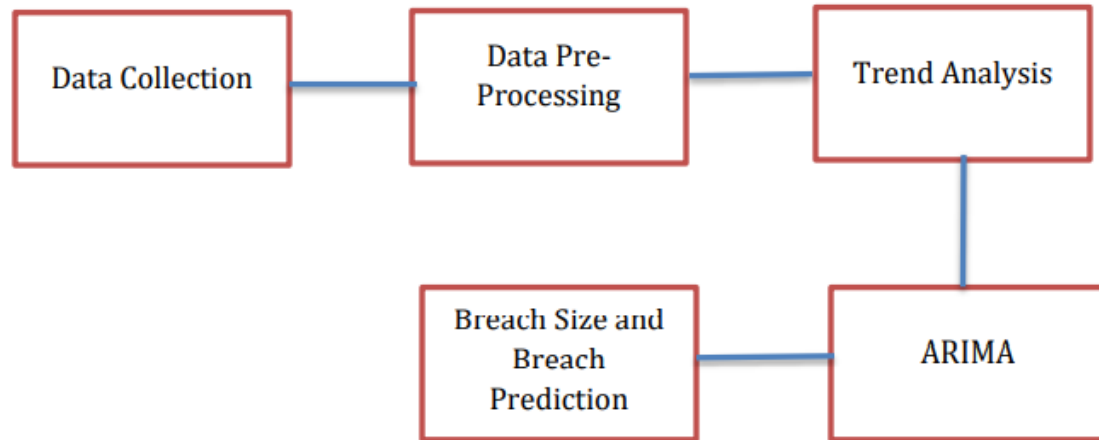 Data Collection
Data Pre-
Processing
Trend Analysis
Breach Size and
Breach
Prediction
ARIMA